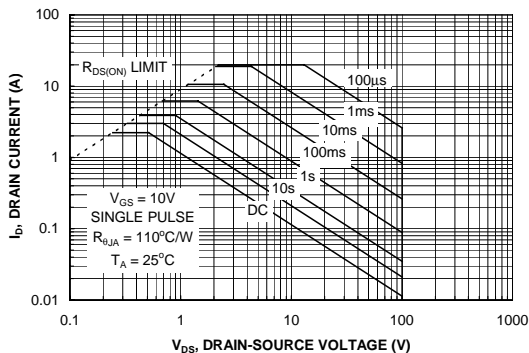 100
10
1
0.1
0.01
I_D, DRAIN CURRENT (A)
R_DS(ON) LIMIT
100µs
1ms
10ms
100ms
1s
10s
DC
V_GS = 10V
SINGLE PULSE
R_θJA = 110°C/W
T_A = 25°C
0.1 1 10 100 1000
V_DS, DRAIN-SOURCE VOLTAGE (V)